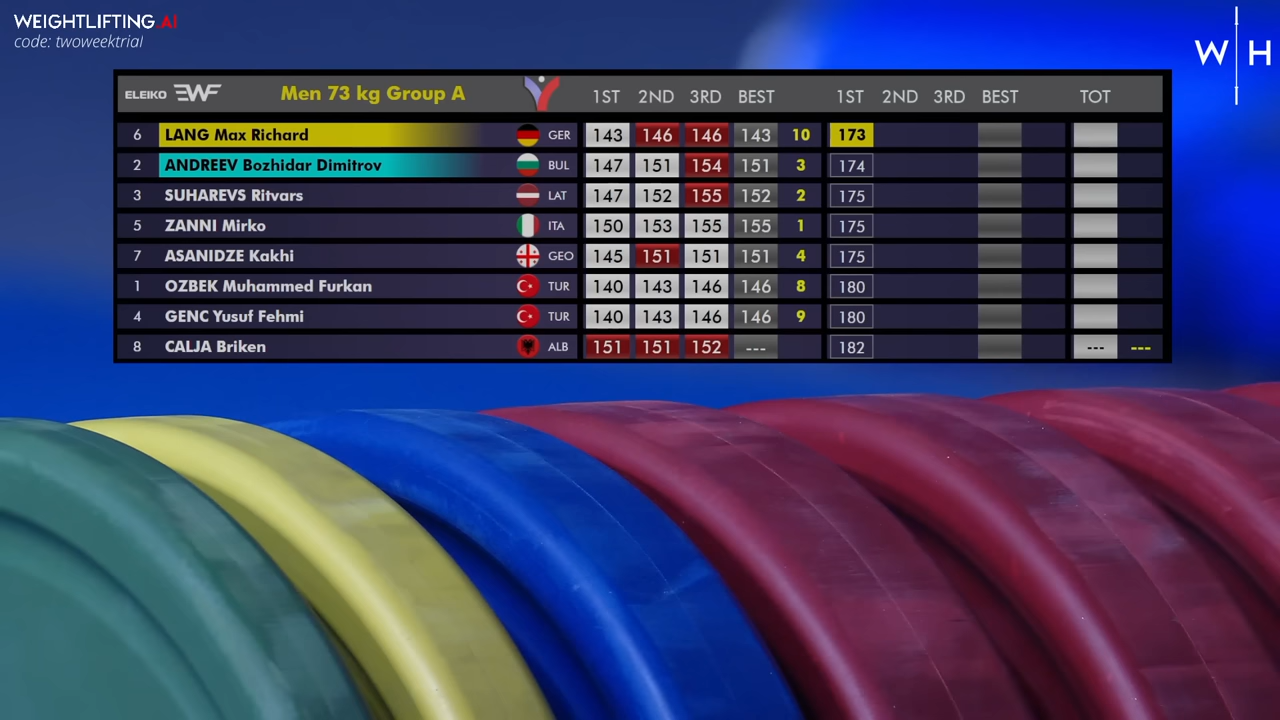 WEIGHTLIFTING.AI
code: twoweektrial
W H
ELEIKO EWF Men 73 kg Group A 1ST 2ND 3RD BEST 1ST 2ND 3RD BEST TOT
6 LANG Max Richard GER 143 146 146 143 10 173
2 ANDREEV Bozhidar Dimitrov BUL 147 151 154 151 3 174
3 SUHAREVS Ritvars LAT 147 152 155 152 2 175
5 ZANNI Mirko ITA 150 153 155 155 1 175
7 ASANIDZE Kakhi GEO 145 151 151 151 4 175
1 OZBEK Muhammed Furkan TUR 140 143 146 146 8 180
4 GENC Yusuf Fehmi TUR 140 143 146 146 9 180
8 CALJA Briken ALB 151 151 152 --- 182 --- ---